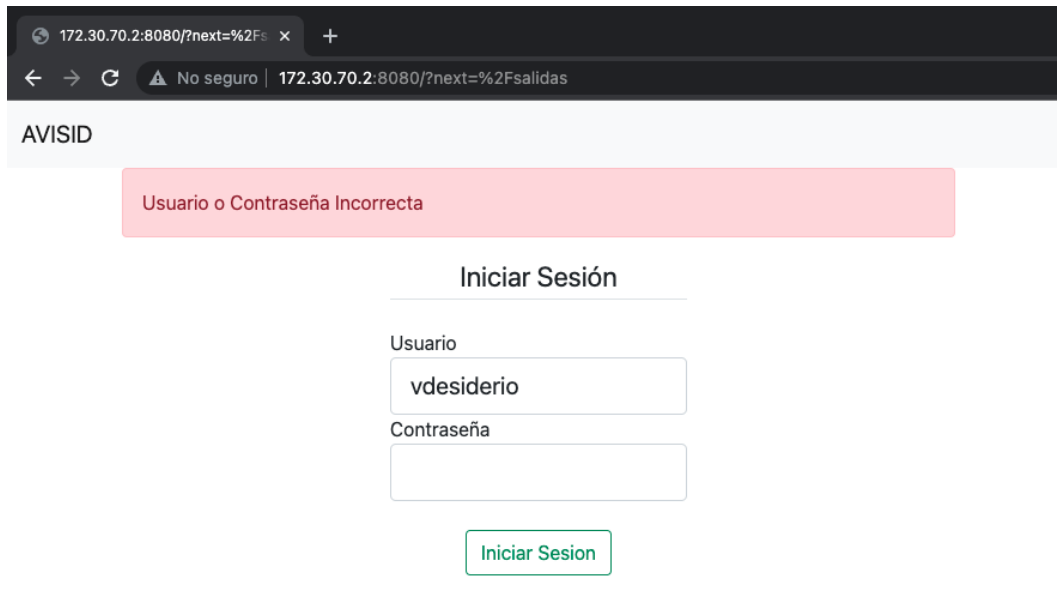 172.30.70.2:8080/?next=%2Fs
No seguro | 172.30.70.2:8080/?next=%2Fsalidas
AVISID
Usuario o Contraseña Incorrecta
Iniciar Sesión
Usuario
vdesiderio
Contraseña
Iniciar Sesion